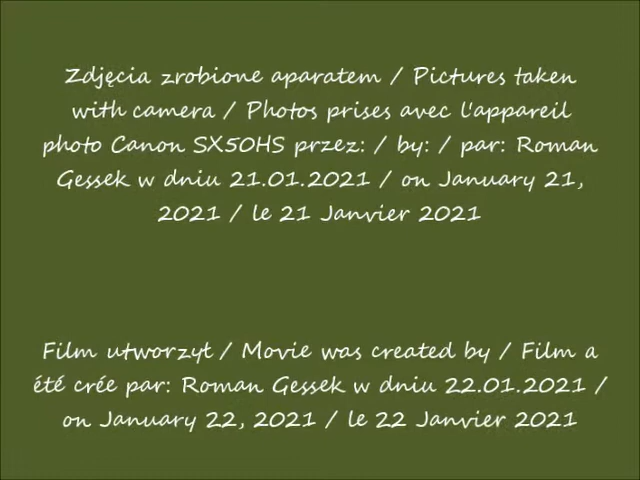 Zdjęcia zrobione aparatem / Pictures taken
with camera / Photos prises avec l'appareil
photo Canon SX50HS przez: / by: / par: Roman
Gessek w dniu 21.01.2021 / on January 21,
2021 / le 21 Janvier 2021
Film utworzył / Movie was created by / Film a
été crée par: Roman Gessek w dniu 22.01.2021 /
on January 22, 2021 / le 22 Janvier 2021